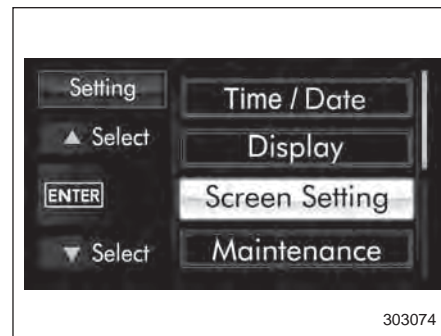 Setting
Time / Date
▲ Select
Display
ENTER
Screen Setting
▼ Select
Maintenance
303074